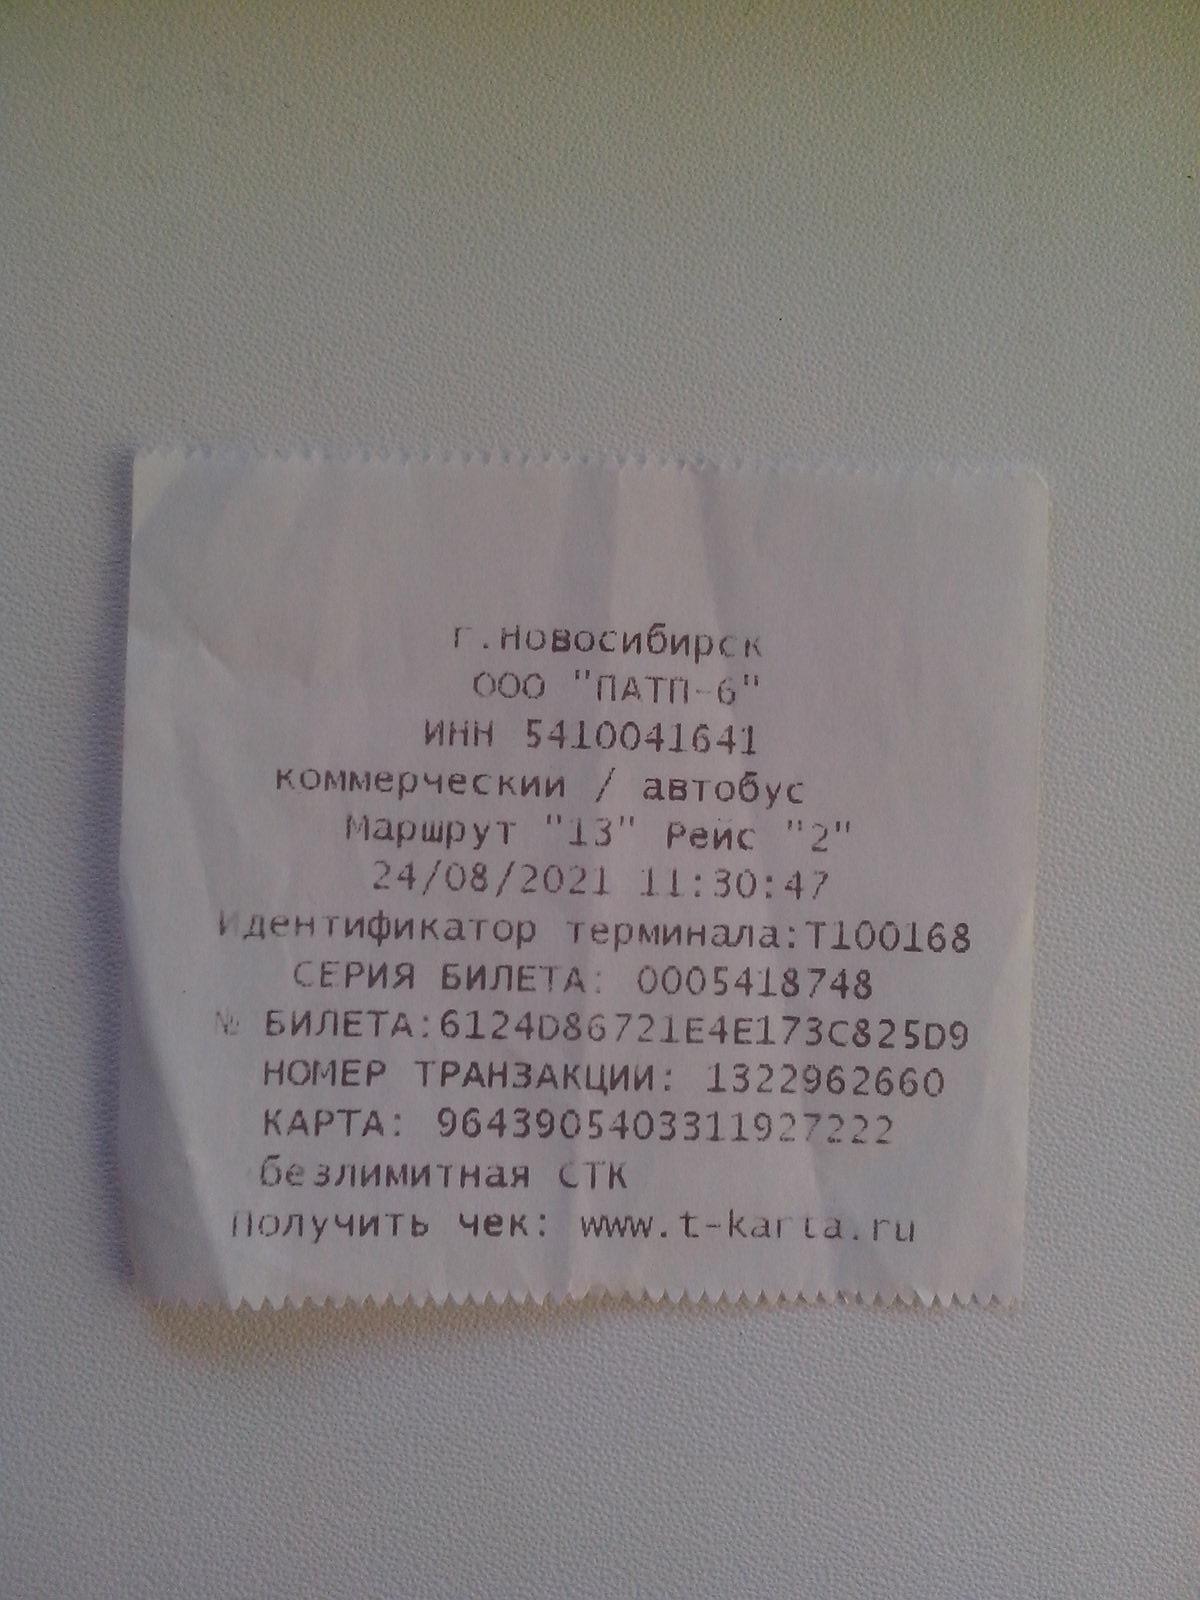 г.Новосибирск
ООО "ПАТП-6"
ИНН 5410041641
коммерческии / автобус
Маршрут "13" Рейс "2"
24/08/2021 11:30:47
Идентификатор терминала:T100168
СЕРИЯ БИЛЕТА: 0005418748
№ БИЛЕТА:6124D86721E4E173C825D9
НОМЕР ТРАНЗАКЦИИ: 1322962660
КАРТА: 9643905403311927222
безлимитная СТК
Получить чек: www.t-karta.ru